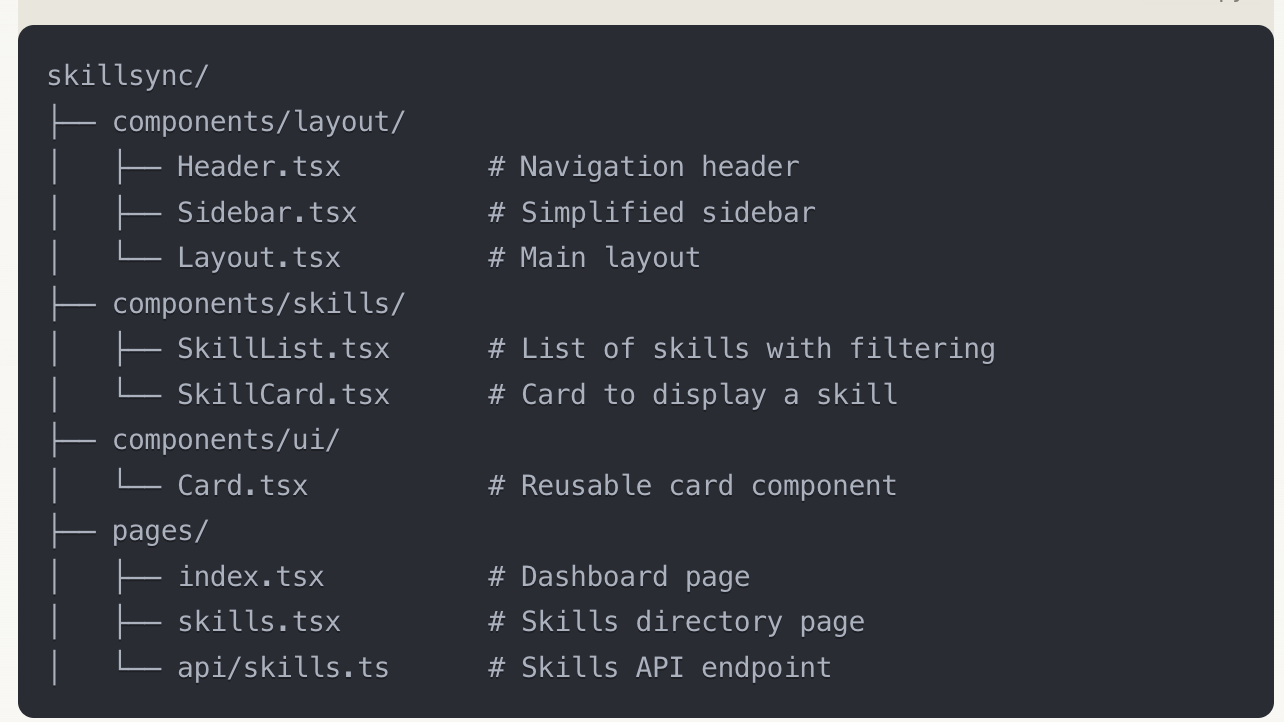 skillsync/
├── components/layout/
│   ├── Header.tsx         # Navigation header
│   ├── Sidebar.tsx        # Simplified sidebar
│   └── Layout.tsx         # Main layout
├── components/skills/
│   ├── SkillList.tsx      # List of skills with filtering
│   └── SkillCard.tsx      # Card to display a skill
├── components/ui/
│   └── Card.tsx           # Reusable card component
├── pages/
│   ├── index.tsx          # Dashboard page
│   ├── skills.tsx         # Skills directory page
│   └── api/skills.ts      # Skills API endpoint